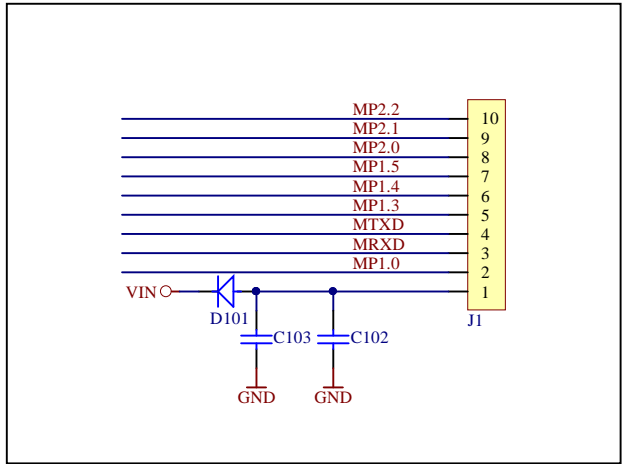 MP2.2 10
MP2.1 9
MP2.0 8
MP1.5 7
MP1.4 6
MP1.3 5
MTXD 4
MRXD 3
MP1.0 2
VIN 1
D101 J1
C103 C102
GND GND